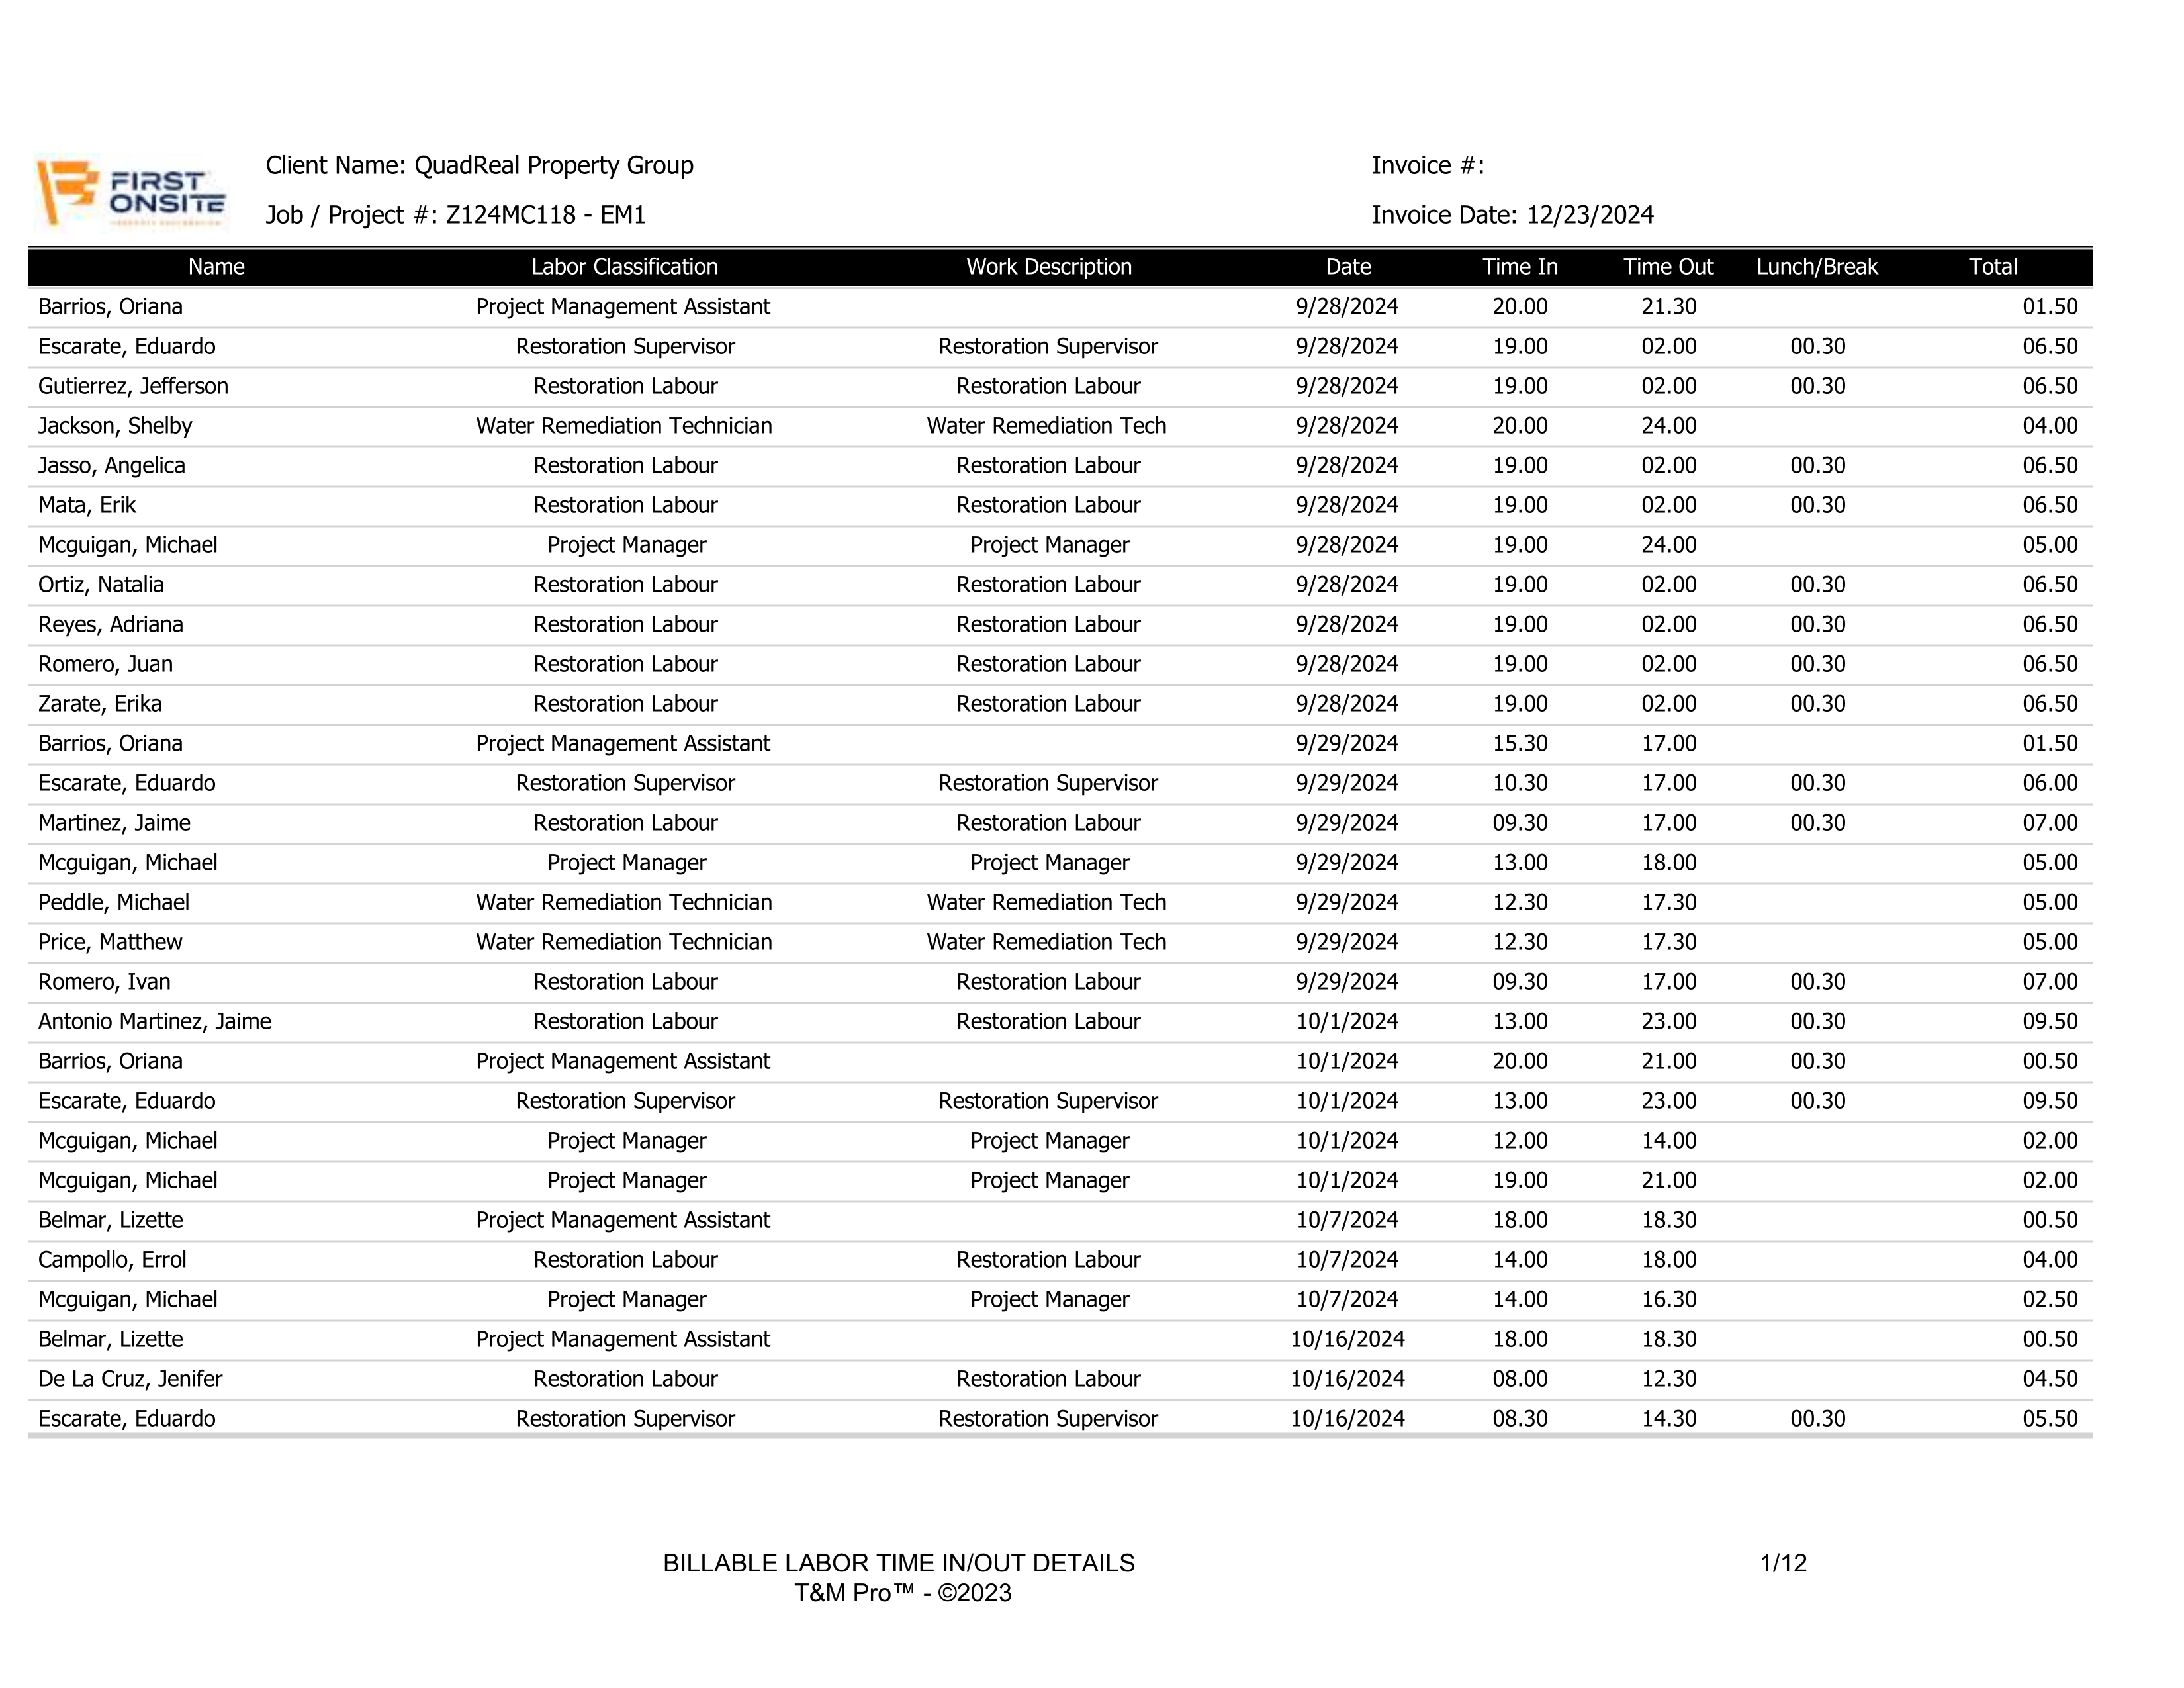 FIRST
ONSITE
Client Name: QuadReal Property Group Invoice #:
Job / Project #: Z124MC118 - EM1 Invoice Date: 12/23/2024
Name Labor Classification Work Description Date Time In Time Out Lunch/Break Total
Barrios, Oriana Project Management Assistant 9/28/2024 20.00 21.30 01.50
Escarate, Eduardo Restoration Supervisor Restoration Supervisor 9/28/2024 19.00 02.00 00.30 06.50
Gutierrez, Jefferson Restoration Labour Restoration Labour 9/28/2024 19.00 02.00 00.30 06.50
Jackson, Shelby Water Remediation Technician Water Remediation Tech 9/28/2024 20.00 24.00 04.00
Jasso, Angelica Restoration Labour Restoration Labour 9/28/2024 19.00 02.00 00.30 06.50
Mata, Erik Restoration Labour Restoration Labour 9/28/2024 19.00 02.00 00.30 06.50
Mcguigan, Michael Project Manager Project Manager 9/28/2024 19.00 24.00 05.00
Ortiz, Natalia Restoration Labour Restoration Labour 9/28/2024 19.00 02.00 00.30 06.50
Reyes, Adriana Restoration Labour Restoration Labour 9/28/2024 19.00 02.00 00.30 06.50
Romero, Juan Restoration Labour Restoration Labour 9/28/2024 19.00 02.00 00.30 06.50
Zarate, Erika Restoration Labour Restoration Labour 9/28/2024 19.00 02.00 00.30 06.50
Barrios, Oriana Project Management Assistant 9/29/2024 15.30 17.00 01.50
Escarate, Eduardo Restoration Supervisor Restoration Supervisor 9/29/2024 10.30 17.00 00.30 06.00
Martinez, Jaime Restoration Labour Restoration Labour 9/29/2024 09.30 17.00 00.30 07.00
Mcguigan, Michael Project Manager Project Manager 9/29/2024 13.00 18.00 05.00
Peddle, Michael Water Remediation Technician Water Remediation Tech 9/29/2024 12.30 17.30 05.00
Price, Matthew Water Remediation Technician Water Remediation Tech 9/29/2024 12.30 17.30 05.00
Romero, Ivan Restoration Labour Restoration Labour 9/29/2024 09.30 17.00 00.30 07.00
Antonio Martinez, Jaime Restoration Labour Restoration Labour 10/1/2024 13.00 23.00 00.30 09.50
Barrios, Oriana Project Management Assistant 10/1/2024 20.00 21.00 00.30 00.50
Escarate, Eduardo Restoration Supervisor Restoration Supervisor 10/1/2024 13.00 23.00 00.30 09.50
Mcguigan, Michael Project Manager Project Manager 10/1/2024 12.00 14.00 02.00
Mcguigan, Michael Project Manager Project Manager 10/1/2024 19.00 21.00 02.00
Belmar, Lizette Project Management Assistant 10/7/2024 18.00 18.30 00.50
Campollo, Errol Restoration Labour Restoration Labour 10/7/2024 14.00 18.00 04.00
Mcguigan, Michael Project Manager Project Manager 10/7/2024 14.00 16.30 02.50
Belmar, Lizette Project Management Assistant 10/16/2024 18.00 18.30 00.50
De La Cruz, Jenifer Restoration Labour Restoration Labour 10/16/2024 08.00 12.30 04.50
Escarate, Eduardo Restoration Supervisor Restoration Supervisor 10/16/2024 08.30 14.30 00.30 05.50
BILLABLE LABOR TIME IN/OUT DETAILS 1/12
T&M Pro™ - ©2023